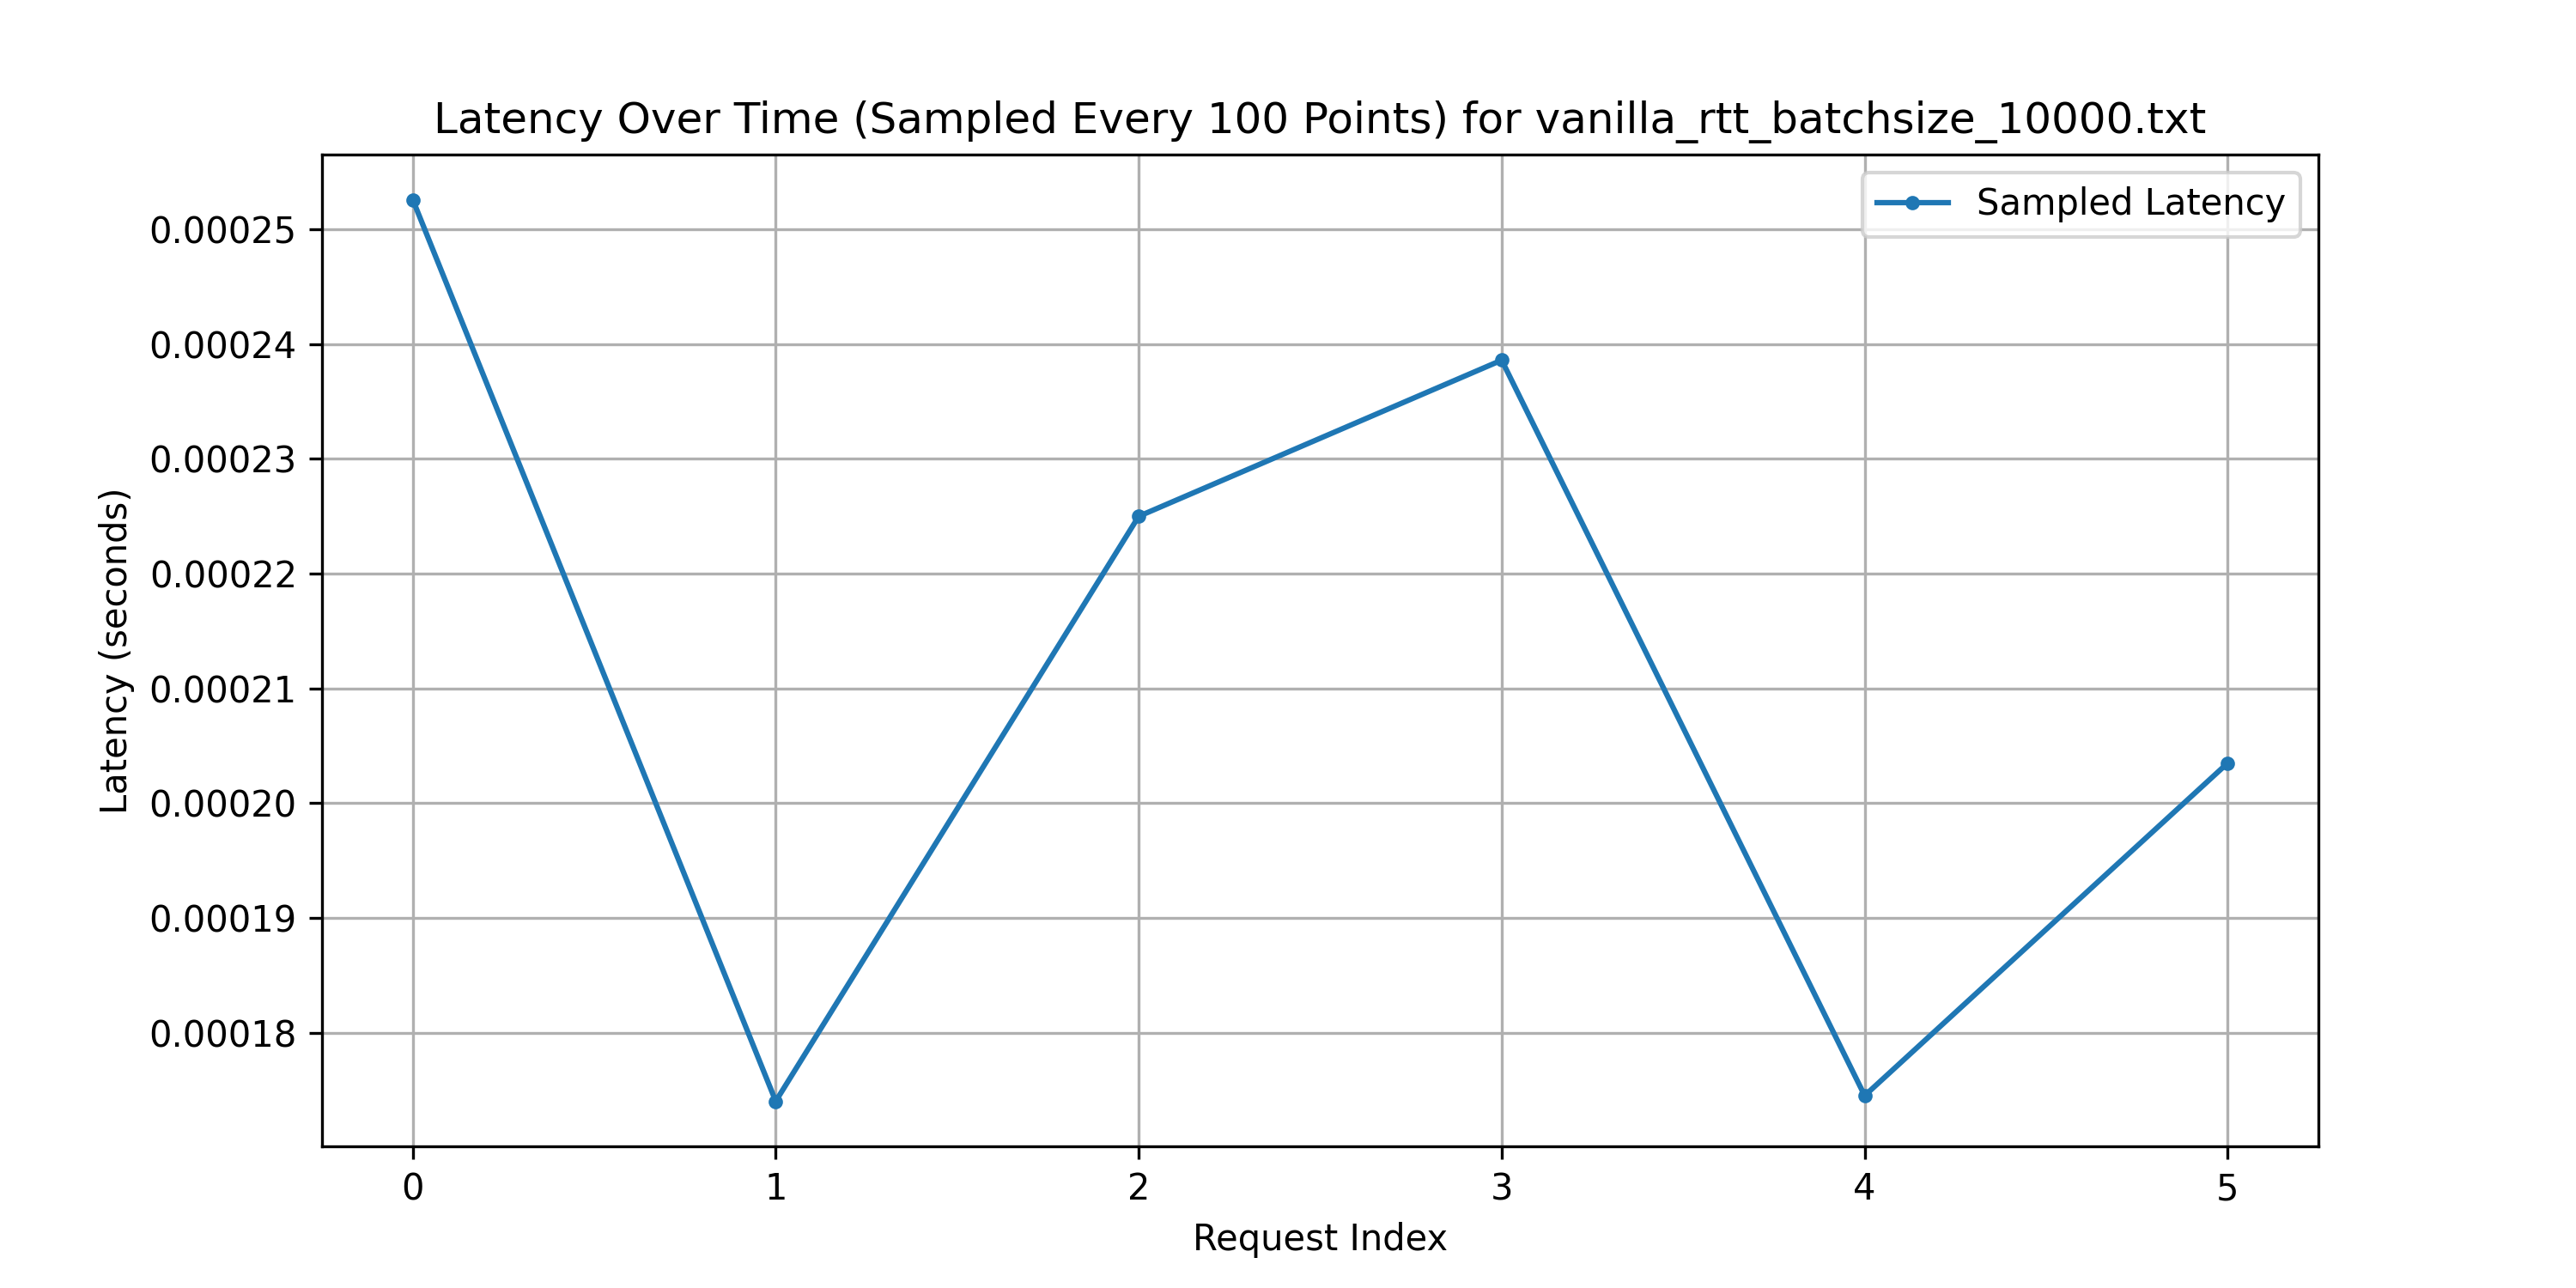 Latency Over Time (Sampled Every 100 Points) for vanilla_rtt_batchsize_10000.txt
Sampled Latency
0.00025
0.00024
0.00023
0.00022
0.00021
0.00020
0.00019
0.00018
Latency (seconds)
0 1 2 3 4 5
Request Index